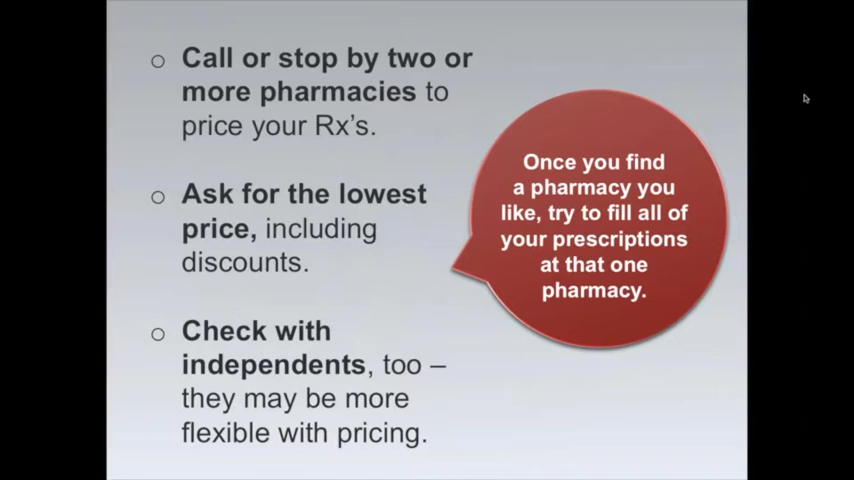 ○ Call or stop by two or
more pharmacies to
price your Rx's.
○ Ask for the lowest
price, including
discounts.
○ Check with
independents, too –
they may be more
flexible with pricing.
Once you find
a pharmacy you
like, try to fill all of
your prescriptions
at that one
pharmacy.